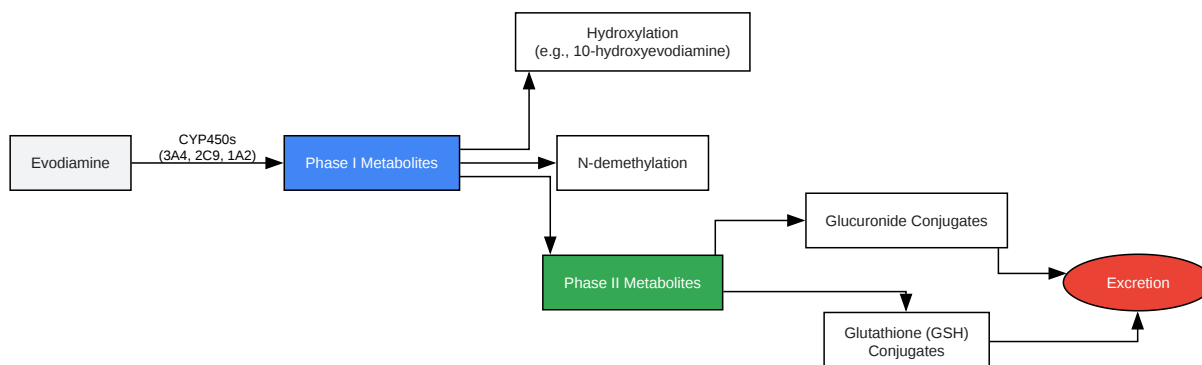 Hydroxylation
(e.g., 10-hydroxyevodiamine)
CYP450s
(3A4, 2C9, 1A2)
Evodiamine
Phase I Metabolites
N-demethylation
Glucuronide Conjugates
Phase II Metabolites
Excretion
Glutathione (GSH)
Conjugates